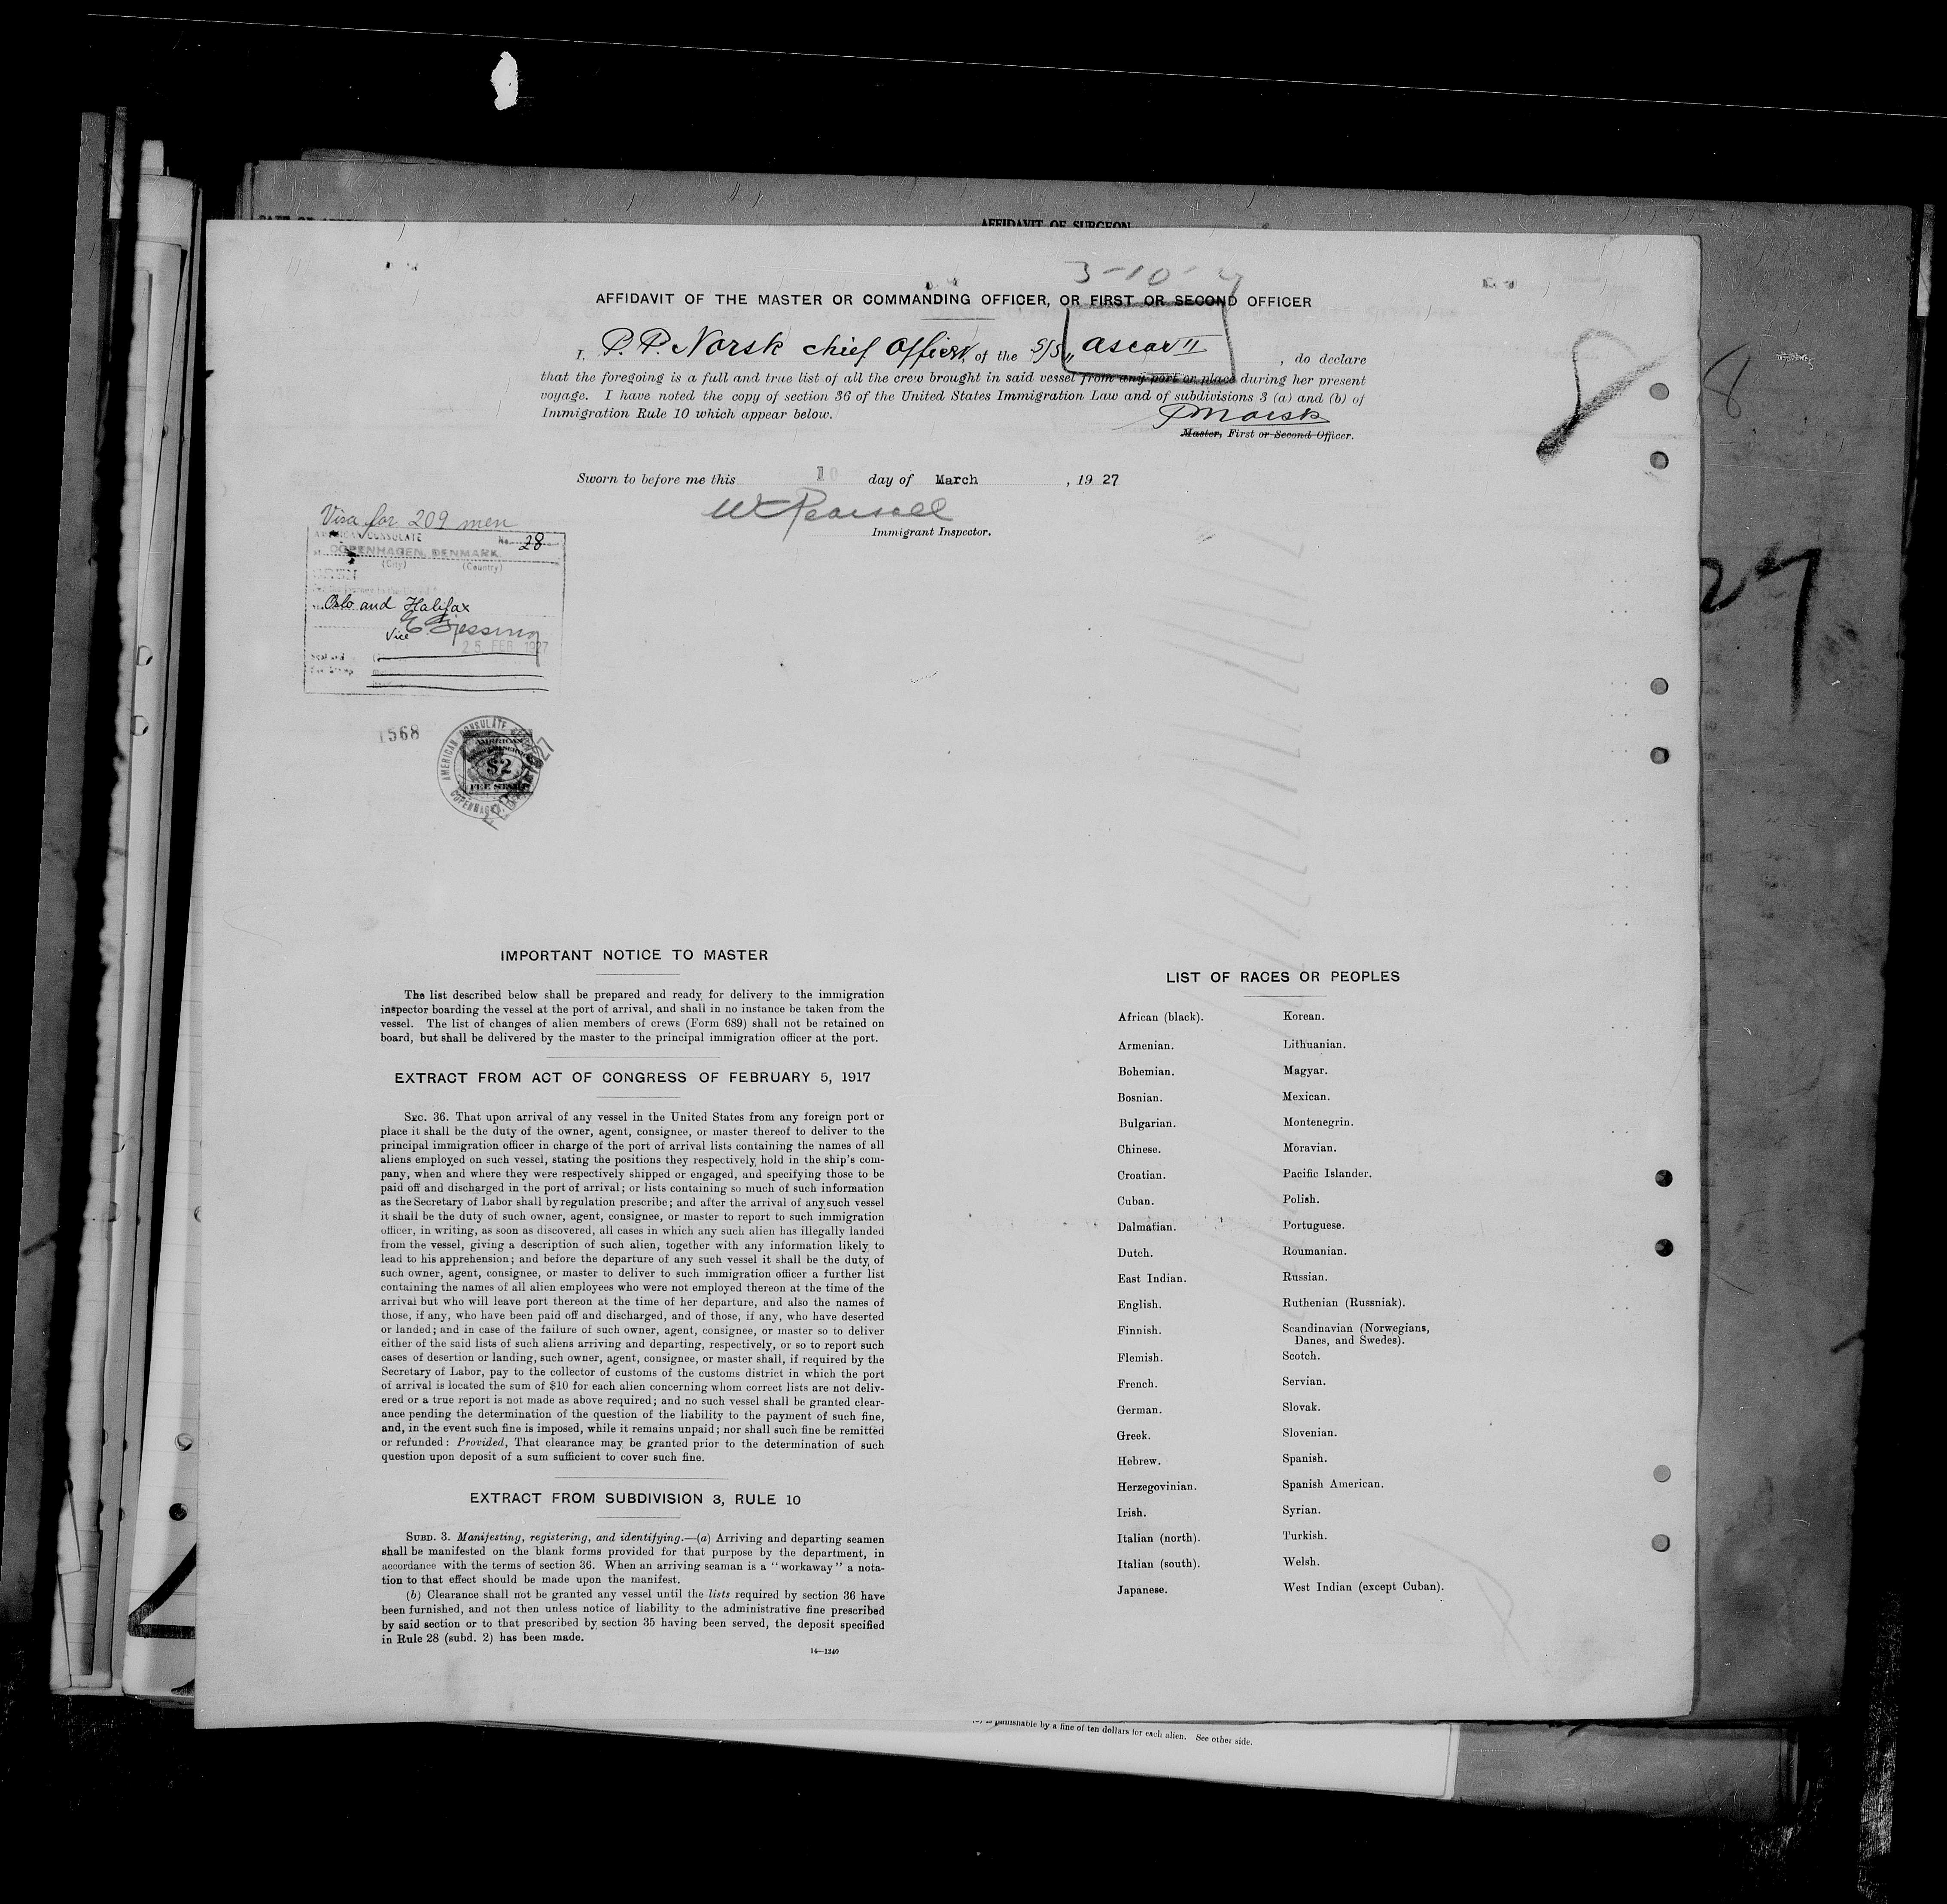 AFFIDAVIT OF SURGEON
3-10-27
AFFIDAVIT OF THE MASTER OR COMMANDING OFFICER, OR FIRST OR SECOND OFFICER
I, P. P. Norsk chief officer, of the S/S „ascar II , do declare
that the foregoing is a full and true list of all the crew brought in said vessel from any port or place during her present
voyage. I have noted the copy of section 36 of the United States Immigration Law and of subdivisions 3 (a) and (b) of
Immigration Rule 10 which appear below.
Master, First or Second Officer.
Sworn to before me this 10 day of March , 19 27
W Pearsall
Immigrant Inspector.
8
8
27
Visa for 209 men
AMERICAN CONSULATE No. 28
at COPENHAGEN, DENMARK
(City) (Country)
SEEN
Oslo and Halifax
Vice
25 FEB 1927
1568
AMERICAN CONSULATE
COPENHAGEN
AMERICAN
$2
FEE STAMP
IMPORTANT NOTICE TO MASTER
The list described below shall be prepared and ready for delivery to the immigration
inspector boarding the vessel at the port of arrival, and shall in no instance be taken from the
vessel. The list of changes of alien members of crews (Form 689) shall not be retained on
board, but shall be delivered by the master to the principal immigration officer at the port.
EXTRACT FROM ACT OF CONGRESS OF FEBRUARY 5, 1917
SEC. 36. That upon arrival of any vessel in the United States from any foreign port or
place it shall be the duty of the owner, agent, consignee, or master thereof to deliver to the
principal immigration officer in charge of the port of arrival lists containing the names of all
aliens employed on such vessel, stating the positions they respectively hold in the ship's com-
pany, when and where they were respectively shipped or engaged, and specifying those to be
paid off and discharged in the port of arrival; or lists containing so much of such information
as the Secretary of Labor shall by regulation prescribe; and after the arrival of any such vessel
it shall be the duty of such owner, agent, consignee, or master to report to such immigration
officer, in writing, as soon as discovered, all cases in which any such alien has illegally landed
from the vessel, giving a description of such alien, together with any information likely to
lead to his apprehension; and before the departure of any such vessel it shall be the duty of
such owner, agent, consignee, or master to deliver to such immigration officer a further list
containing the names of all alien employees who were not employed thereon at the time of the
arrival but who will leave port thereon at the time of her departure, and also the names of
those, if any, who have been paid off and discharged, and of those, if any, who have deserted
or landed; and in case of the failure of such owner, agent, consignee, or master so to deliver
either of the said lists of such aliens arriving and departing, respectively, or so to report such
cases of desertion or landing, such owner, agent, consignee, or master shall, if required by the
Secretary of Labor, pay to the collector of customs of the customs district in which the port
of arrival is located the sum of $10 for each alien concerning whom correct lists are not deliv-
ered or a true report is not made as above required; and no such vessel shall be granted clear-
ance pending the determination of the question of the liability to the payment of such fine,
and, in the event such fine is imposed, while it remains unpaid; nor shall such fine be remitted
or refunded: Provided, That clearance may be granted prior to the determination of such
question upon deposit of a sum sufficient to cover such fine.
EXTRACT FROM SUBDIVISION 3, RULE 10
SUBD. 3. Manifesting, registering, and identifying.—(a) Arriving and departing seamen
shall be manifested on the blank forms provided for that purpose by the department, in
accordance with the terms of section 36. When an arriving seaman is a "workaway" a nota-
tion to that effect should be made upon the manifest.
(b) Clearance shall not be granted any vessel until the lists required by section 36 have
been furnished, and not then unless notice of liability to the administrative fine prescribed
by said section or to that prescribed by section 35 having been served, the deposit specified
in Rule 28 (subd. 2) has been made.
14—1240
LIST OF RACES OR PEOPLES
African (black). Korean.
Armenian. Lithuanian.
Bohemian. Magyar.
Bosnian. Mexican.
Bulgarian. Montenegrin.
Chinese. Moravian.
Croatian. Pacific Islander.
Cuban. Polish.
Dalmatian. Portuguese.
Dutch. Roumanian.
East Indian. Russian.
English. Ruthenian (Russniak).
Finnish. Scandinavian (Norwegians,
Danes, and Swedes).
Flemish. Scotch.
French. Servian.
German. Slovak.
Greek. Slovenian.
Hebrew. Spanish.
Herzegovinian. Spanish American.
Irish. Syrian.
Italian (north). Turkish.
Italian (south). Welsh.
Japanese. West Indian (except Cuban).
is punishable by a fine of ten dollars for each alien. See other side.